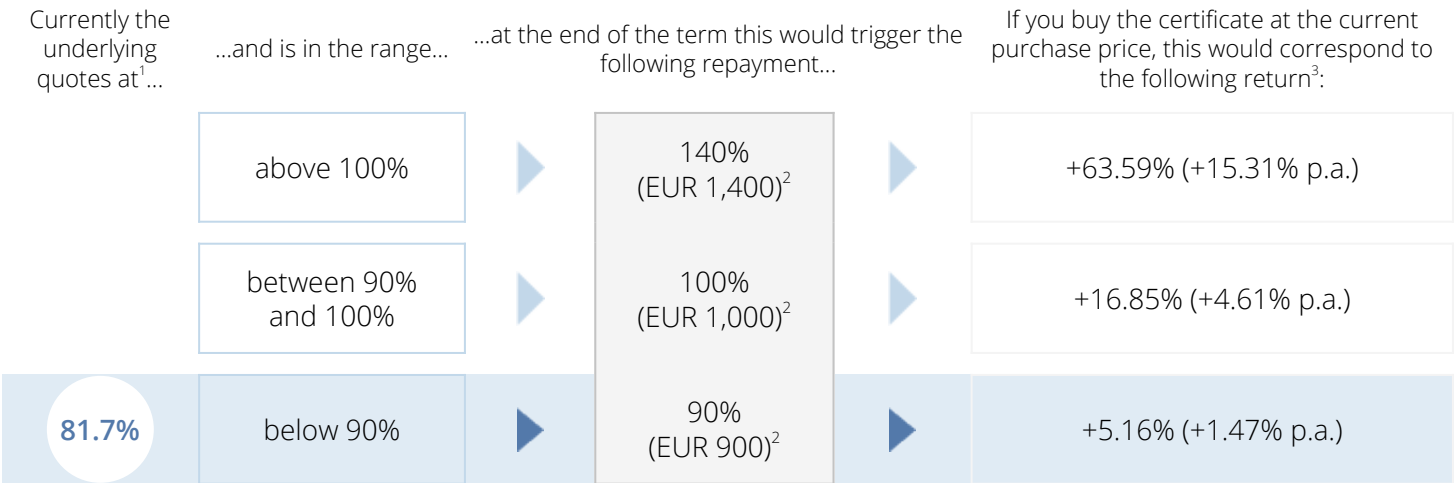 Currently the
underlying
quotes at¹...
...and is in the range...
...at the end of the term this would trigger the
following repayment...
If you buy the certificate at the current
purchase price, this would correspond to
the following return³:
above 100%
140%
(EUR 1,400)²
+63.59% (+15.31% p.a.)
between 90%
and 100%
100%
(EUR 1,000)²
+16.85% (+4.61% p.a.)
81.7%
below 90%
90%
(EUR 900)²
+5.16% (+1.47% p.a.)